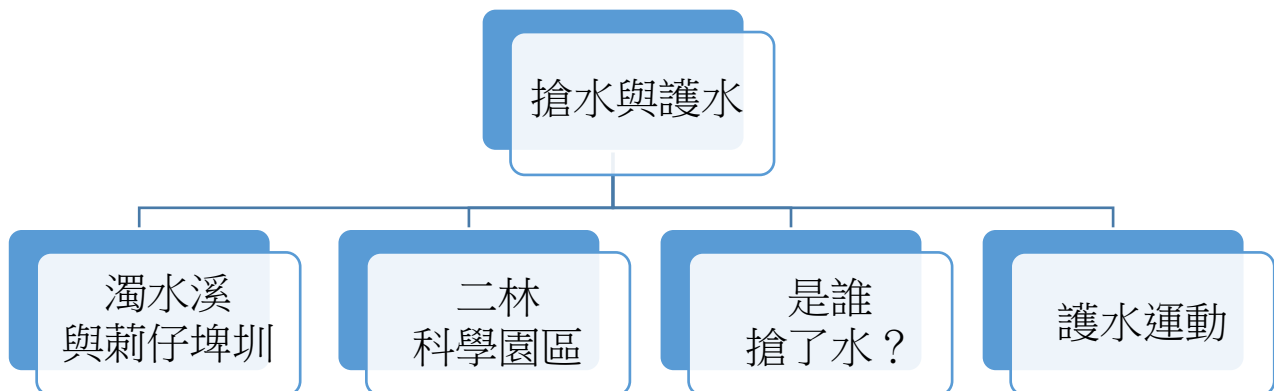 搶水與護水
濁水溪
與莿仔埤圳
二林
科學園區
是誰
搶了水？
護水運動